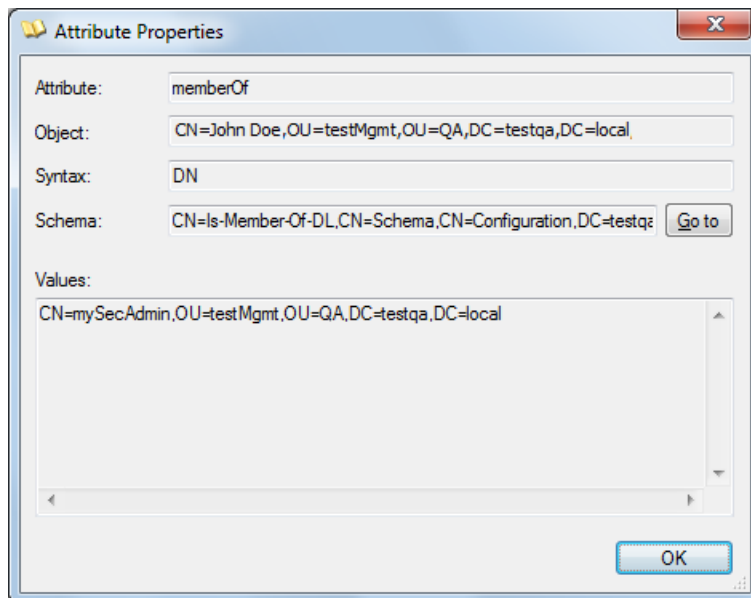 Attribute Properties
Attribute: memberOf
Object: CN=John Doe,OU=testMgmt,OU=QA,DC=testqa,DC=local,
Syntax: DN
Schema: CN=Is-Member-Of-DL,CN=Schema,CN=Configuration,DC=testqa Go to
Values:
CN=mySecAdmin,OU=testMgmt,OU=QA,DC=testqa,DC=local
OK